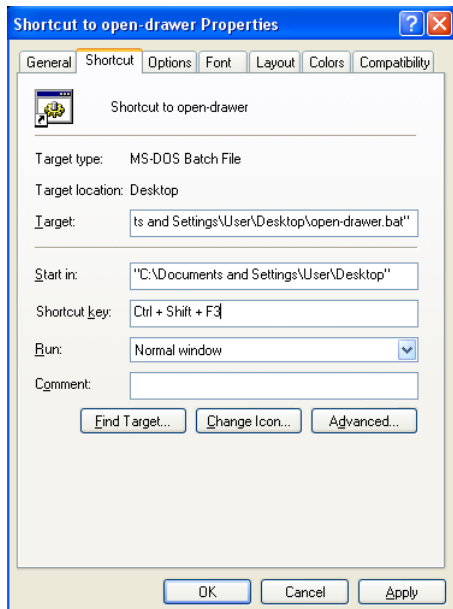 Shortcut to open-drawer Properties
General Shortcut Options Font Layout Colors Compatibility
Shortcut to open-drawer
Target type: MS-DOS Batch File
Target location: Desktop
Target: ts and Settings\User\Desktop\open-drawer.bat"
Start in: "C:\Documents and Settings\User\Desktop"
Shortcut key: Ctrl + Shift + F3
Run: Normal window
Comment:
Find Target... Change Icon... Advanced...
OK Cancel Apply